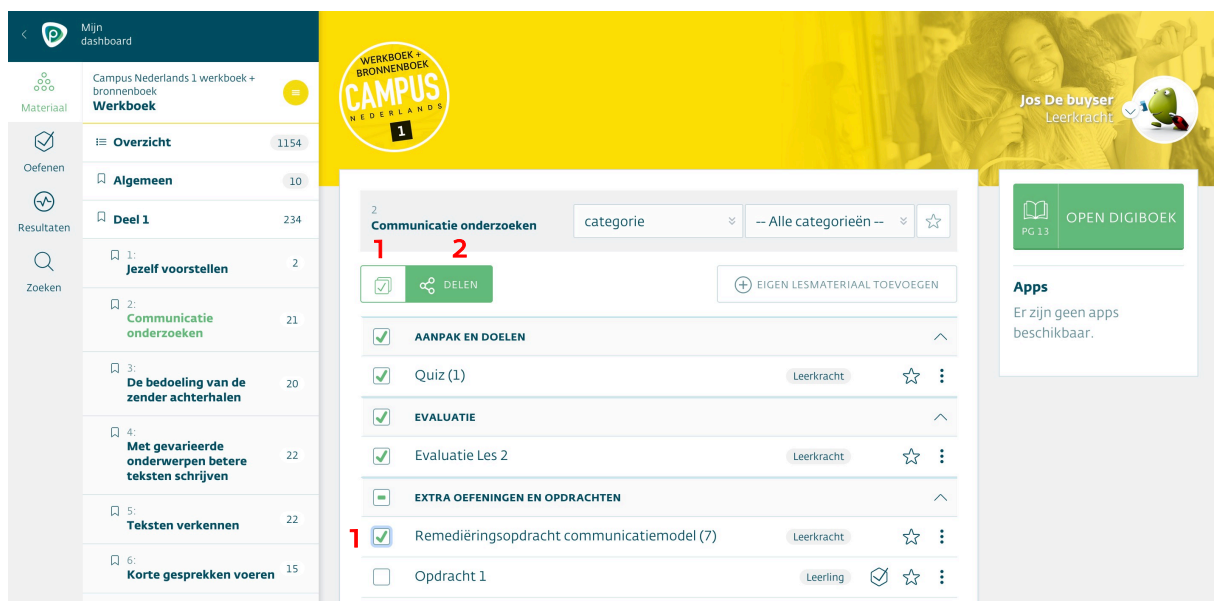 Mijn
dashboard
Materiaal
Oefenen
Resultaten
Zoeken
Campus Nederlands 1 werkboek +
bronnenboek
Werkboek
Overzicht 1154
Algemeen 10
Deel 1 234
1:
Jezelf voorstellen 2
2:
Communicatie
onderzoeken 21
3:
De bedoeling van de
zender achterhalen 20
4:
Met gevarieerde
onderwerpen betere
teksten schrijven 22
5:
Teksten verkennen 22
6:
Korte gesprekken voeren 15
WERKBOEK +
BRONNENBOEK
CAMPUS
NEDERLANDS
1
Jos De buyser
Leerkracht
2
Communicatie onderzoeken
categorie
-- Alle categorieën --
1 2
DELEN
EIGEN LESMATERIAAL TOEVOEGEN
AANPAK EN DOELEN
Quiz (1) Leerkracht
EVALUATIE
Evaluatie Les 2 Leerkracht
EXTRA OEFENINGEN EN OPDRACHTEN
1 Remediëringsopdracht communicatiemodel (7) Leerkracht
Opdracht 1 Leerling
PG 13
OPEN DIGIBOEK
Apps
Er zijn geen apps
beschikbaar.